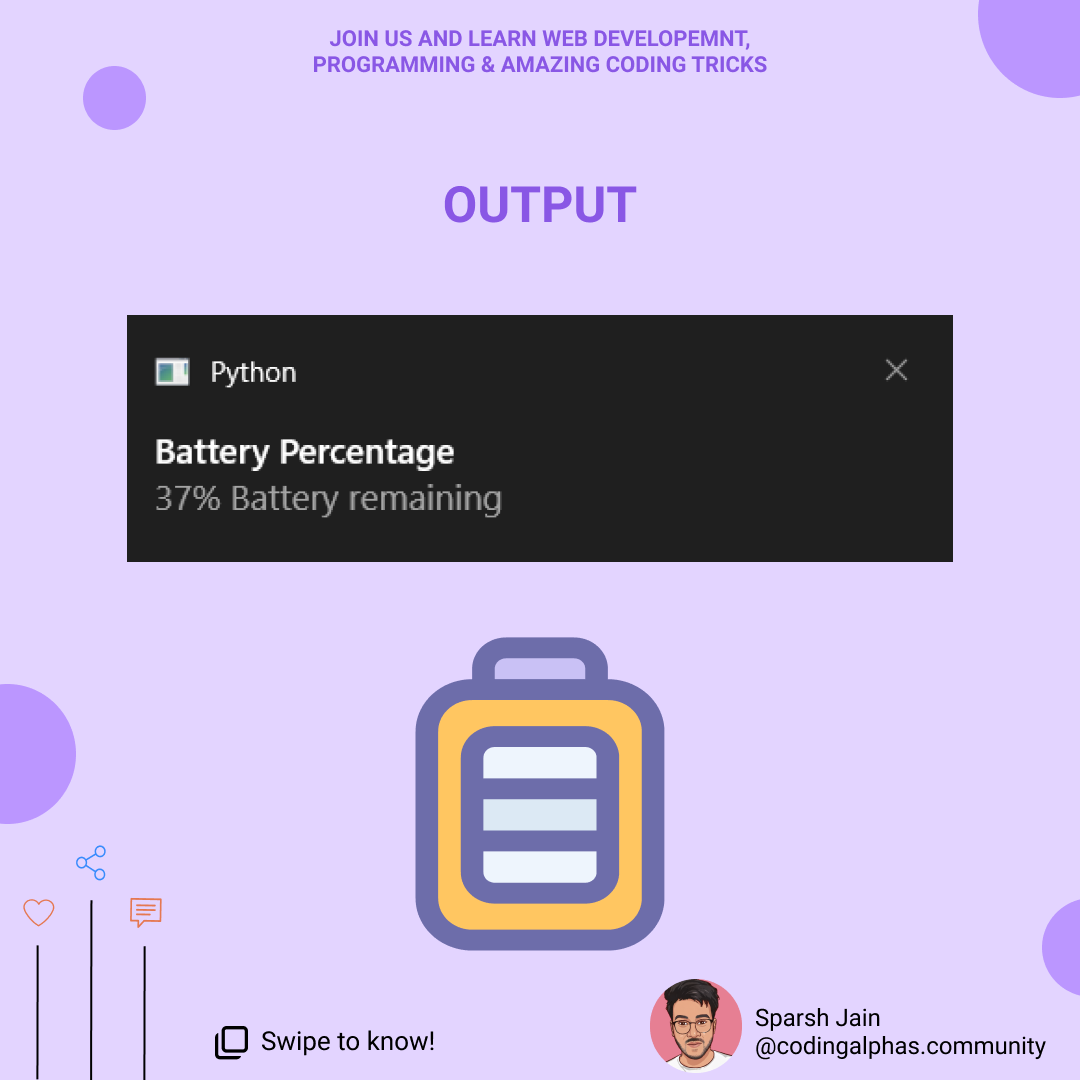 JOIN US AND LEARN WEB DEVELOPEMNT,
PROGRAMMING & AMAZING CODING TRICKS
OUTPUT
Python
Battery Percentage
37% Battery remaining
Swipe to know!
Sparsh Jain
@codingalphas.community